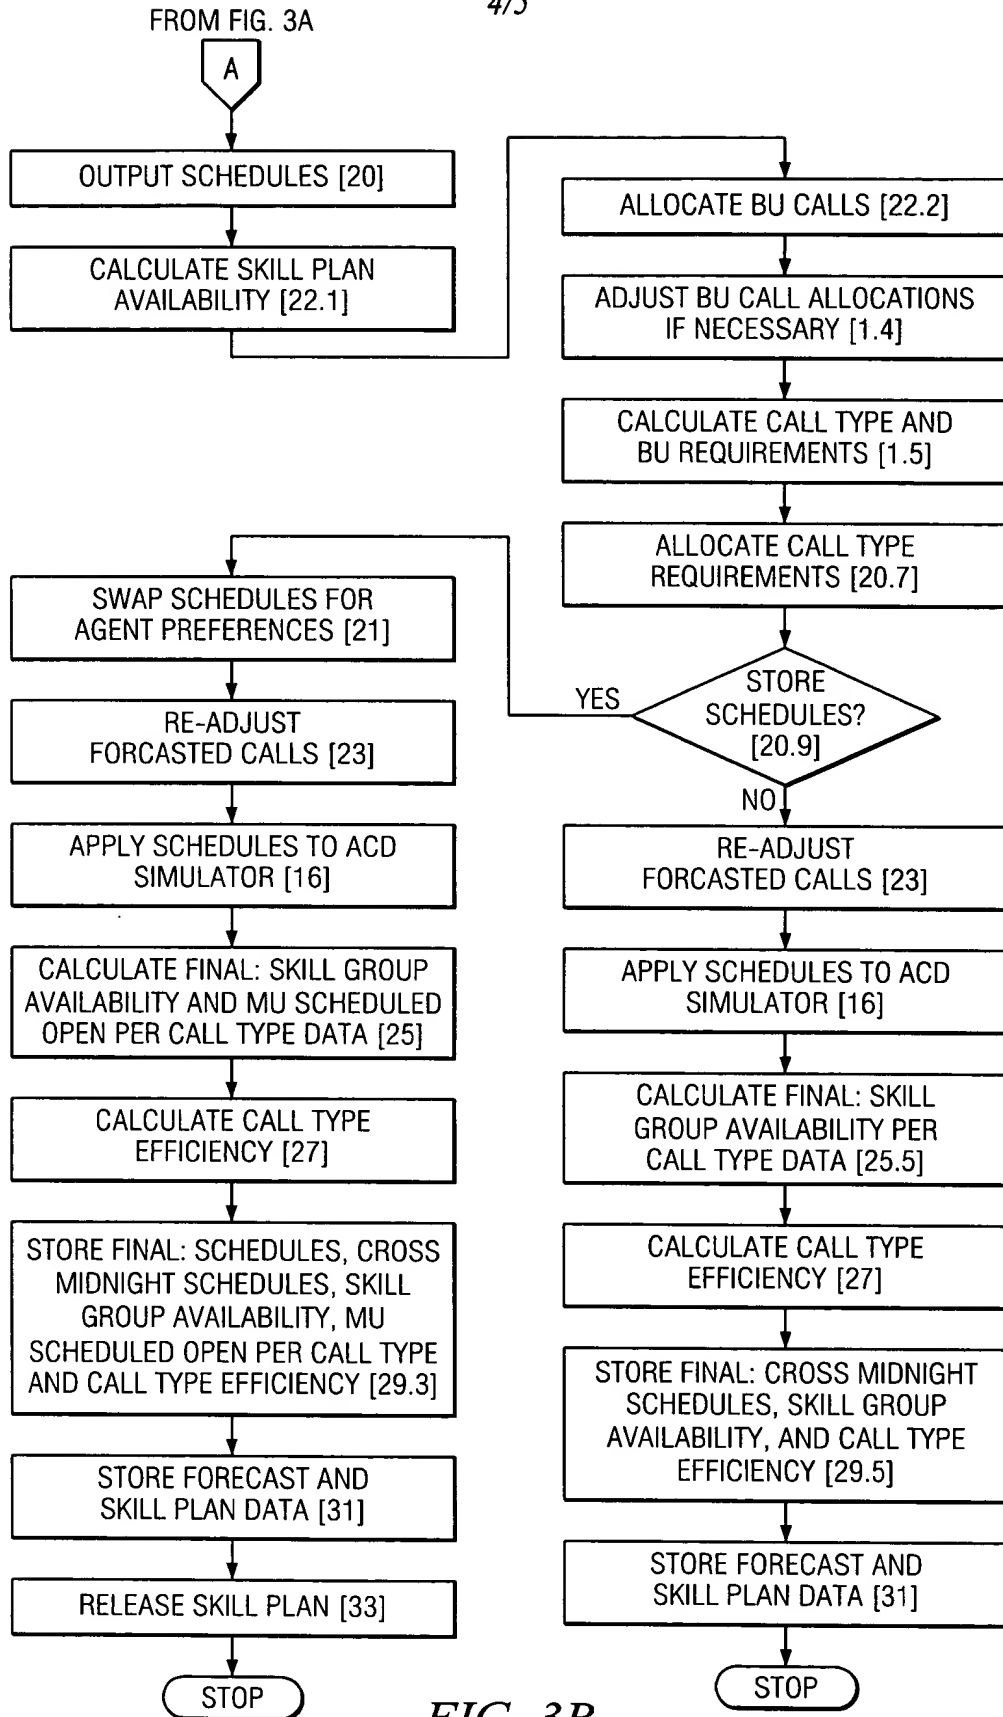 4/5
FROM FIG. 3A
A
OUTPUT SCHEDULES [20]
CALCULATE SKILL PLAN
AVAILABILITY [22.1]
ALLOCATE BU CALLS [22.2]
ADJUST BU CALL ALLOCATIONS
IF NECESSARY [1.4]
CALCULATE CALL TYPE AND
BU REQUIREMENTS [1.5]
ALLOCATE CALL TYPE
REQUIREMENTS [20.7]
STORE
SCHEDULES?
[20.9]
YES
NO
SWAP SCHEDULES FOR
AGENT PREFERENCES [21]
RE-ADJUST
FORCASTED CALLS [23]
APPLY SCHEDULES TO ACD
SIMULATOR [16]
CALCULATE FINAL: SKILL GROUP
AVAILABILITY AND MU SCHEDULED
OPEN PER CALL TYPE DATA [25]
CALCULATE CALL TYPE
EFFICIENCY [27]
STORE FINAL: SCHEDULES, CROSS
MIDNIGHT SCHEDULES, SKILL
GROUP AVAILABILITY, MU
SCHEDULED OPEN PER CALL TYPE
AND CALL TYPE EFFICIENCY [29.3]
STORE FORECAST AND
SKILL PLAN DATA [31]
RELEASE SKILL PLAN [33]
STOP
RE-ADJUST
FORCASTED CALLS [23]
APPLY SCHEDULES TO ACD
SIMULATOR [16]
CALCULATE FINAL: SKILL
GROUP AVAILABILITY PER
CALL TYPE DATA [25.5]
CALCULATE CALL TYPE
EFFICIENCY [27]
STORE FINAL: CROSS MIDNIGHT
SCHEDULES, SKILL GROUP
AVAILABILITY, AND CALL TYPE
EFFICIENCY [29.5]
STORE FORECAST AND
SKILL PLAN DATA [31]
STOP
FIG. 3B